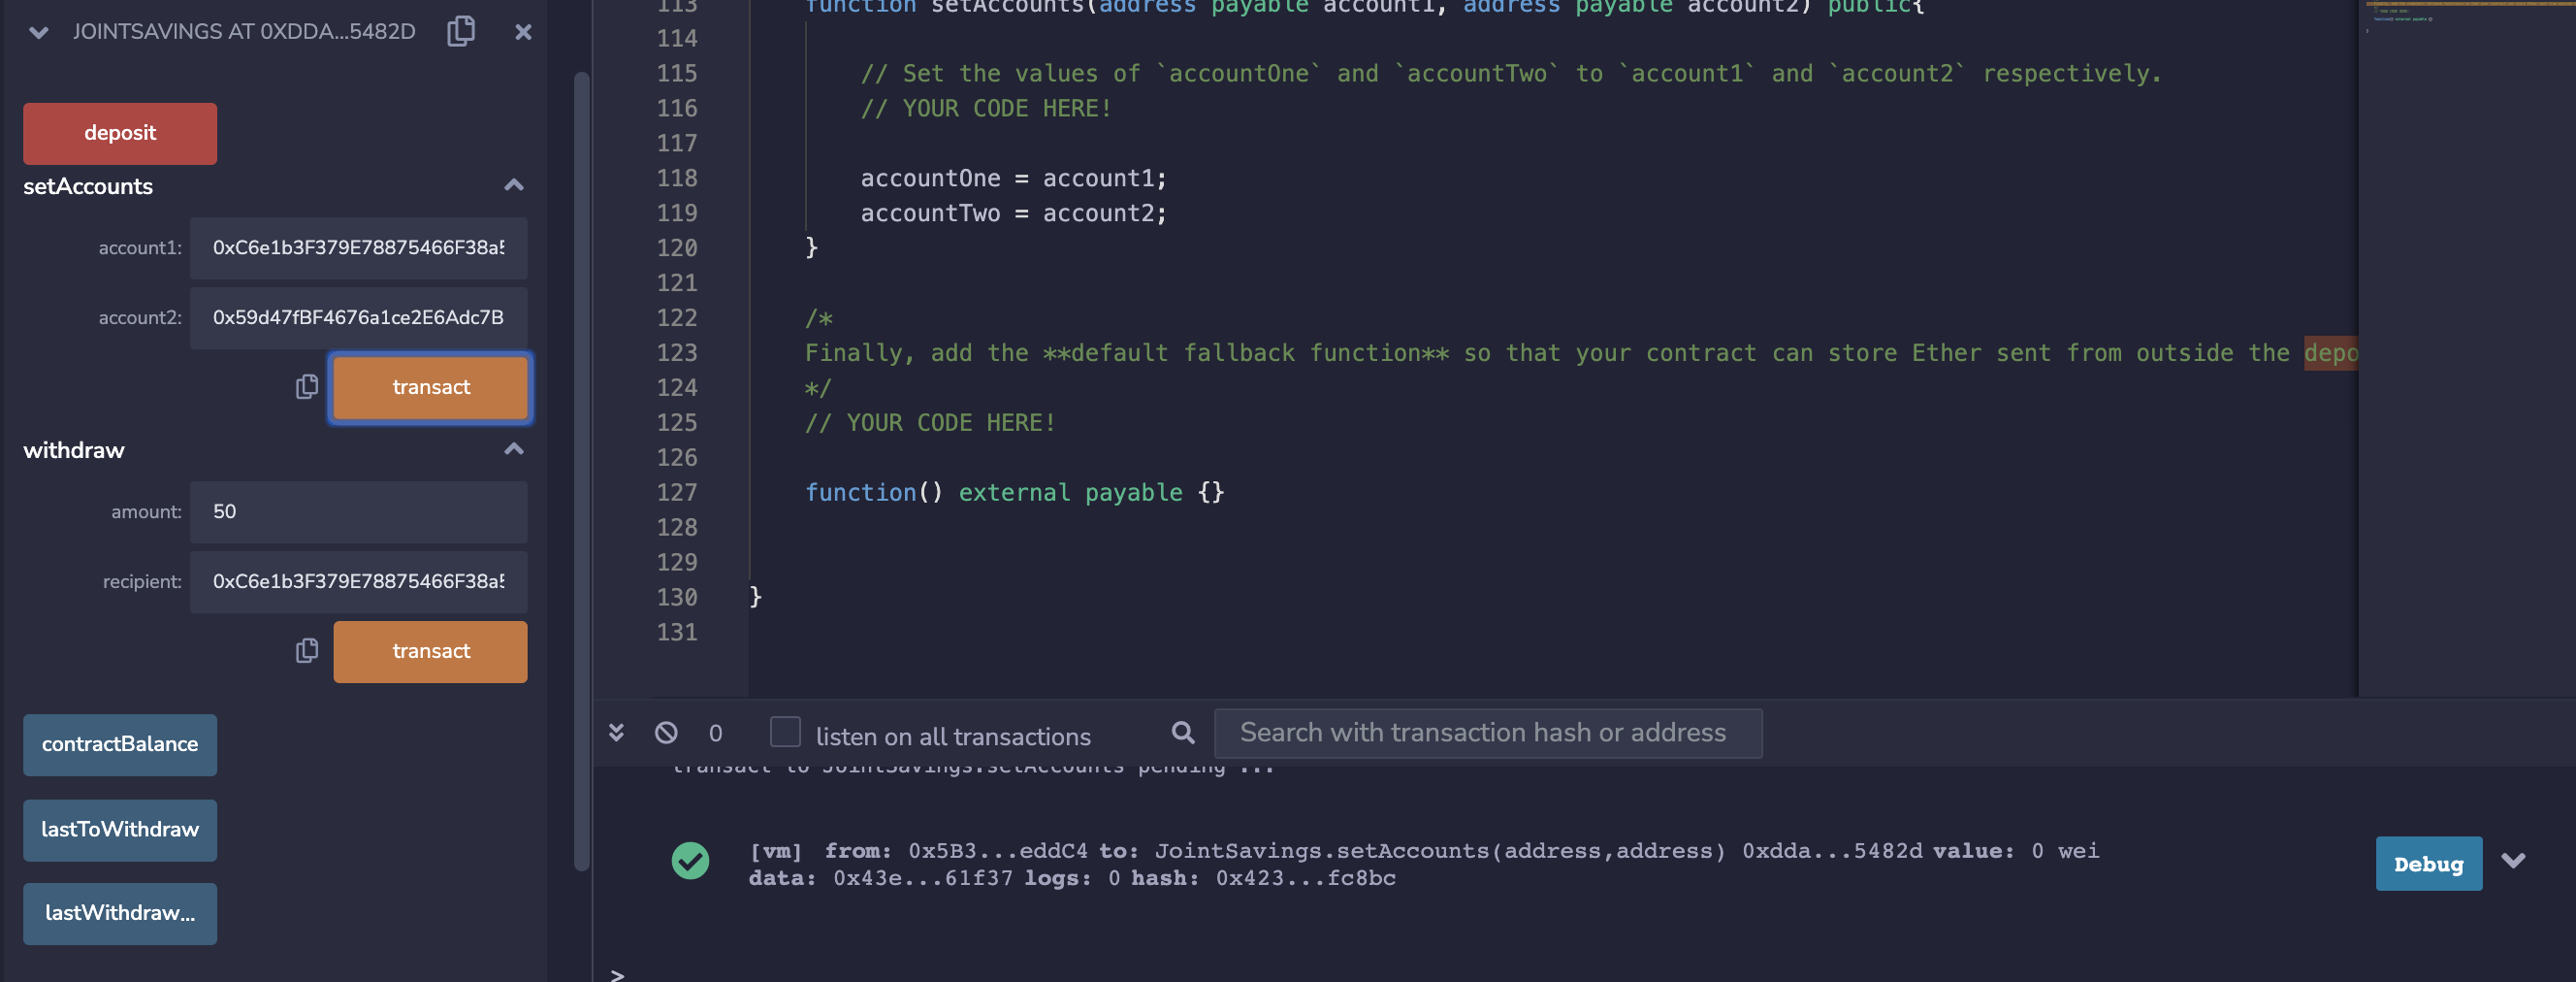 JOINTSAVINGS AT 0XDDA...5482D
deposit
setAccounts
account1: 0xC6e1b3F379E78875466F38a5
account2: 0x59d47fBF4676a1ce2E6Adc7B
transact
withdraw
amount: 50
recipient: 0xC6e1b3F379E78875466F38a5
transact
contractBalance
lastToWithdraw
lastWithdraw...
113 function setAccounts(address payable account1, address payable account2) public{
114
115 // Set the values of `accountOne` and `accountTwo` to `account1` and `account2` respectively.
116 // YOUR CODE HERE!
117
118 accountOne = account1;
119 accountTwo = account2;
120 }
121
122 /*
123 Finally, add the **default fallback function** so that your contract can store Ether sent from outside the depo
124 */
125 // YOUR CODE HERE!
126
127 function() external payable {}
128
129
130 }
131
0 listen on all transactions Search with transaction hash or address
transact to JointSavings.setAccounts pending ...
[vm] from: 0x5B3...eddC4 to: JointSavings.setAccounts(address,address) 0xdda...5482d value: 0 wei
data: 0x43e...61f37 logs: 0 hash: 0x423...fc8bc
Debug
>